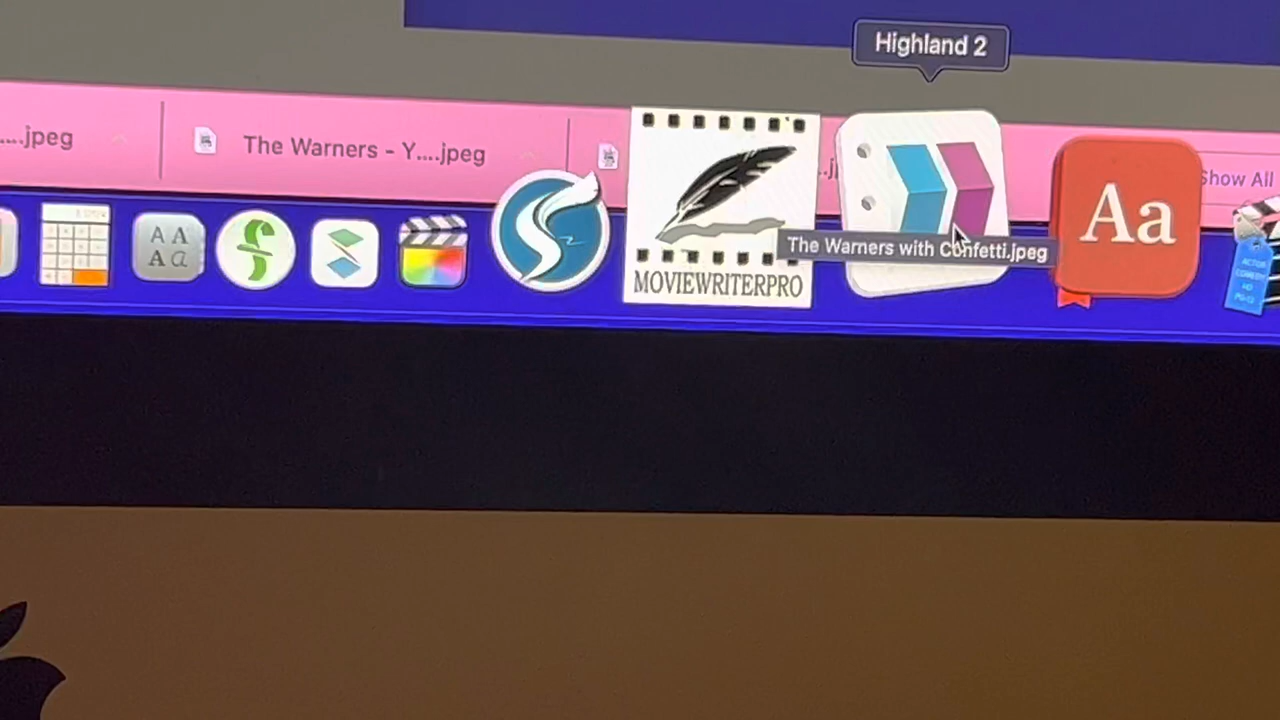 Highland 2
....jpeg
The Warners - Y....jpeg
Show All
A A
A a
MOVIEWRITERPRO
The Warners with Confetti.jpeg
Aa